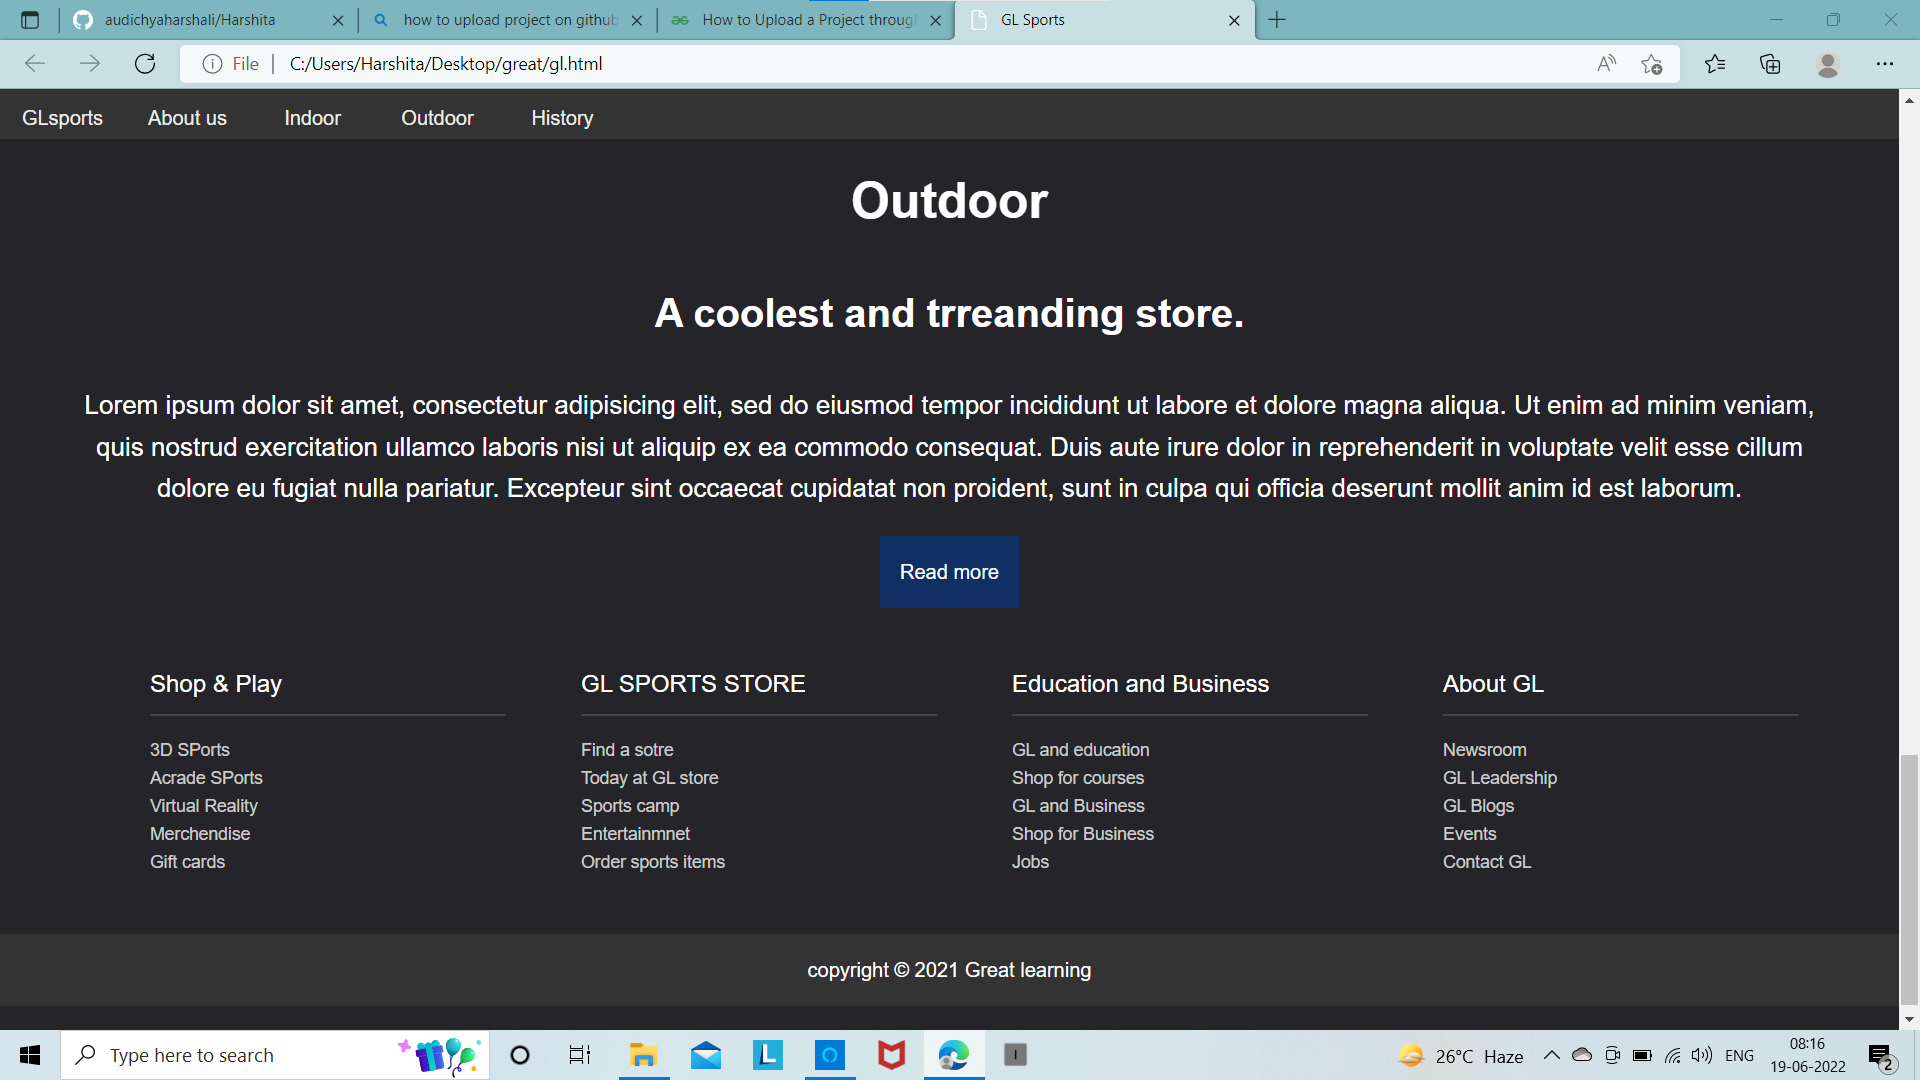 audichyaharshali/Harshita
how to upload project on github
How to Upload a Project throug
GL Sports
File
C:/Users/Harshita/Desktop/great/gl.html
GLsports About us Indoor Outdoor History
Outdoor
A coolest and trreanding store.
Lorem ipsum dolor sit amet, consectetur adipisicing elit, sed do eiusmod tempor incididunt ut labore et dolore magna aliqua. Ut enim ad minim veniam,
quis nostrud exercitation ullamco laboris nisi ut aliquip ex ea commodo consequat. Duis aute irure dolor in reprehenderit in voluptate velit esse cillum
dolore eu fugiat nulla pariatur. Excepteur sint occaecat cupidatat non proident, sunt in culpa qui officia deserunt mollit anim id est laborum.
Read more
Shop & Play
3D SPorts
Acrade SPorts
Virtual Reality
Merchendise
Gift cards
GL SPORTS STORE
Find a sotre
Today at GL store
Sports camp
Entertainmnet
Order sports items
Education and Business
GL and education
Shop for courses
GL and Business
Shop for Business
Jobs
About GL
Newsroom
GL Leadership
GL Blogs
Events
Contact GL
copyright © 2021 Great learning
Type here to search
L
26°C Haze
ENG
08:16
19-06-2022
2